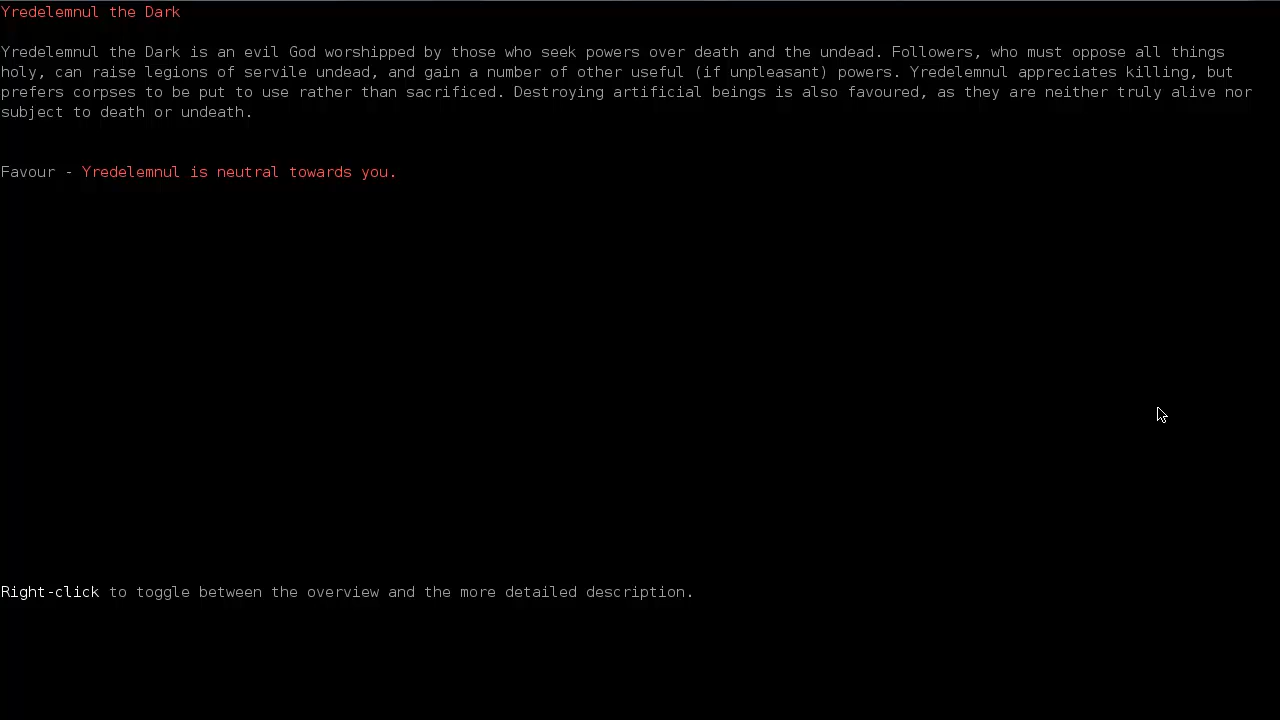 Yredelemnul the Dark
Yredelemnul the Dark is an evil God worshipped by those who seek powers over death and the undead. Followers, who must oppose all things
holy, can raise legions of servile undead, and gain a number of other useful (if unpleasant) powers. Yredelemnul appreciates killing, but
prefers corpses to be put to use rather than sacrificed. Destroying artificial beings is also favoured, as they are neither truly alive nor
subject to death or undeath.
Favour - Yredelemnul is neutral towards you.
Right-click to toggle between the overview and the more detailed description.